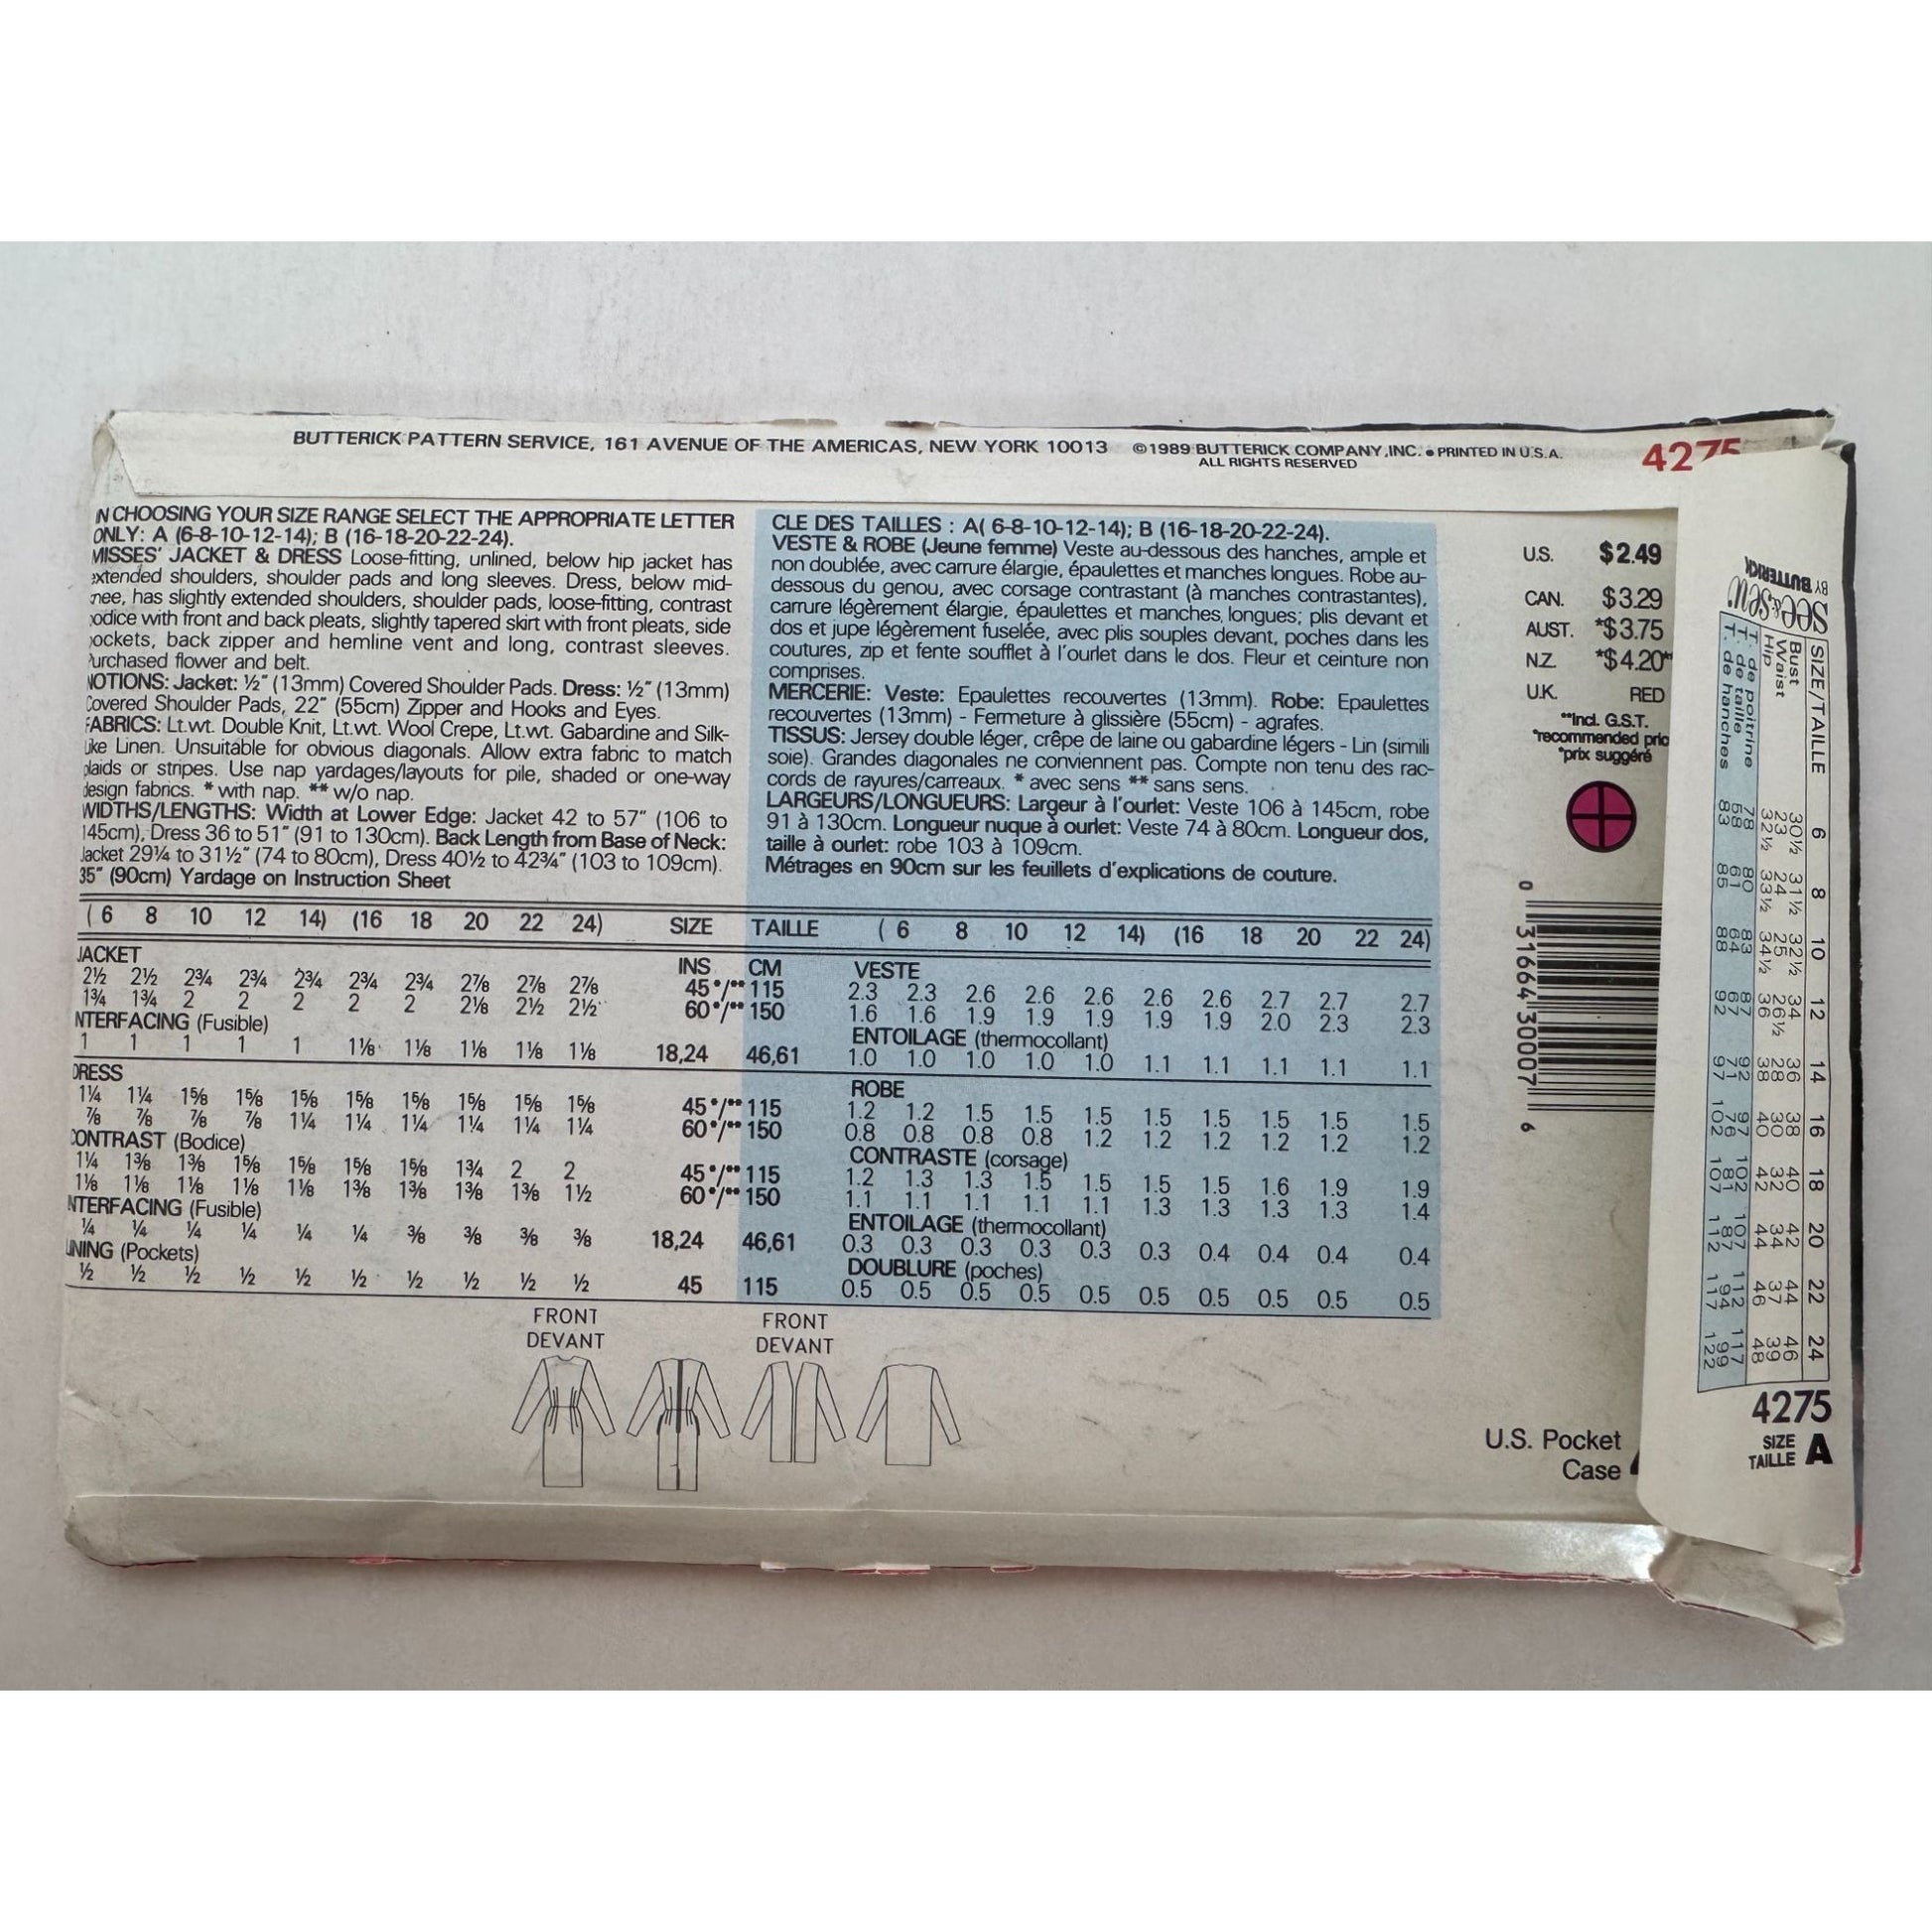 BUTTERICK PATTERN SERVICE, 161 AVENUE OF THE AMERICAS, NEW YORK 10013 ©1989 BUTTERICK COMPANY, INC. • PRINTED IN U.S.A.
ALL RIGHTS RESERVED
4275
IN CHOOSING YOUR SIZE RANGE SELECT THE APPROPRIATE LETTER
ONLY: A (6-8-10-12-14); B (16-18-20-22-24).
MISSES' JACKET & DRESS Loose-fitting, unlined, below hip jacket has
extended shoulders, shoulder pads and long sleeves. Dress, below mid-
knee, has slightly extended shoulders, shoulder pads, loose-fitting, contrast
bodice with front and back pleats, slightly tapered skirt with front pleats, side
pockets, back zipper and hemline vent and long, contrast sleeves.
Purchased flower and belt.
NOTIONS: Jacket: ½" (13mm) Covered Shoulder Pads. Dress: ½" (13mm)
Covered Shoulder Pads, 22" (55cm) Zipper and Hooks and Eyes.
FABRICS: Lt.wt. Double Knit, Lt.wt. Wool Crepe, Lt.wt. Gabardine and Silk-
like Linen. Unsuitable for obvious diagonals. Allow extra fabric to match
plaids or stripes. Use nap yardages/layouts for pile, shaded or one-way
design fabrics. * with nap. ** w/o nap.
WIDTHS/LENGTHS: Width at Lower Edge: Jacket 42 to 57" (106 to
145cm), Dress 36 to 51" (91 to 130cm). Back Length from Base of Neck:
Jacket 29¼ to 31½" (74 to 80cm), Dress 40½ to 42¾" (103 to 109cm).
35" (90cm) Yardage on Instruction Sheet
CLE DES TAILLES : A( 6-8-10-12-14); B (16-18-20-22-24).
VESTE & ROBE (Jeune femme) Veste au-dessous des hanches, ample et
non doublée, avec carrure élargie, épaulettes et manches longues. Robe au-
dessous du genou, avec corsage contrastant (à manches contrastantes),
carrure légèrement élargie, épaulettes et manches, longues; plis devant et
dos et jupe légèrement fuselée, avec plis souples devant, poches dans les
coutures, zip et fente soufflet à l'ourlet dans le dos. Fleur et ceinture non
comprises.
MERCERIE: Veste: Epaulettes recouvertes (13mm). Robe: Epaulettes
recouvertes (13mm) - Fermeture à glissière (55cm) - agrafes.
TISSUS: Jersey double léger, crêpe de laine ou gabardine légers - Lin (simili
soie). Grandes diagonales ne conviennent pas. Compte non tenu des rac-
cords de rayures/carreaux. * avec sens ** sans sens.
LARGEURS/LONGUEURS: Largeur à l'ourlet: Veste 106 à 145cm, robe
91 à 130cm. Longueur nuque à ourlet: Veste 74 à 80cm. Longueur dos,
taille à ourlet: robe 103 à 109cm.
Métrages en 90cm sur les feuillets d'explications de couture.
U.S. $2.49
CAN. $3.29
AUST. *$3.75
N.Z. *$4.20**
U.K. RED
**Incl. G.S.T.
*recommended pric
*prix suggéré
0 31664 30007 6
( 6 8 10 12 14) (16 18 20 22 24) SIZE TAILLE ( 6 8 10 12 14) (16 18 20 22 24)
JACKET INS CM VESTE
2½ 2½ 2¾ 2¾ 2¾ 2¾ 2¾ 2⅞ 2⅞ 2⅞ 45*/** 115 2.3 2.3 2.6 2.6 2.6 2.6 2.6 2.7 2.7 2.7
1¾ 1¾ 2 2 2 2 2 2⅛ 2½ 2½ 60*/** 150 1.6 1.6 1.9 1.9 1.9 1.9 1.9 2.0 2.3 2.3
INTERFACING (Fusible) ENTOILAGE (thermocollant)
1 1 1 1 1 1⅛ 1⅛ 1⅛ 1⅛ 1⅛ 18,24 46,61 1.0 1.0 1.0 1.0 1.0 1.1 1.1 1.1 1.1 1.1
DRESS ROBE
1¼ 1¼ 1⅝ 1⅝ 1⅝ 1⅝ 1⅝ 1⅝ 1⅝ 1⅝ 45*/** 115 1.2 1.2 1.5 1.5 1.5 1.5 1.5 1.5 1.5 1.5
⅞ ⅞ ⅞ ⅞ 1¼ 1¼ 1¼ 1¼ 1¼ 1¼ 60*/** 150 0.8 0.8 0.8 0.8 1.2 1.2 1.2 1.2 1.2 1.2
CONTRAST (Bodice) CONTRASTE (corsage)
1¼ 1⅜ 1⅜ 1⅝ 1⅝ 1⅝ 1⅝ 1¾ 2 2 45*/** 115 1.2 1.3 1.3 1.5 1.5 1.5 1.5 1.6 1.9 1.9
1⅛ 1⅛ 1⅛ 1⅛ 1⅛ 1⅜ 1⅜ 1⅜ 1⅜ 1½ 60*/** 150 1.1 1.1 1.1 1.1 1.1 1.3 1.3 1.3 1.3 1.4
INTERFACING (Fusible) ENTOILAGE (thermocollant)
¼ ¼ ¼ ¼ ¼ ¼ ⅜ ⅜ ⅜ ⅜ 18,24 46,61 0.3 0.3 0.3 0.3 0.3 0.3 0.4 0.4 0.4 0.4
LINING (Pockets) DOUBLURE (poches)
½ ½ ½ ½ ½ ½ ½ ½ ½ ½ 45 115 0.5 0.5 0.5 0.5 0.5 0.5 0.5 0.5 0.5 0.5
FRONT
DEVANT
FRONT
DEVANT
U.S. Pocket
Case
See & Sew
BY BUTTERICK
SIZE/TAILLE 6 8 10 12 14 16 18 20 22 24
Bust 30½ 31½ 32½ 34 36 38 40 42 44 46
Waist 23 24 25 26½ 28 30 32 34 37 39
Hip 32½ 33½ 34½ 36 38 40 42 44 46 48
T. de poitrine 78 80 83 87 92 97 102 107 112 117
T. de taille 58 61 64 67 71 76 81 87 94 99
T. de hanches 83 85 88 92 97 102 107 112 117 122
4275
SIZE
TAILLE A